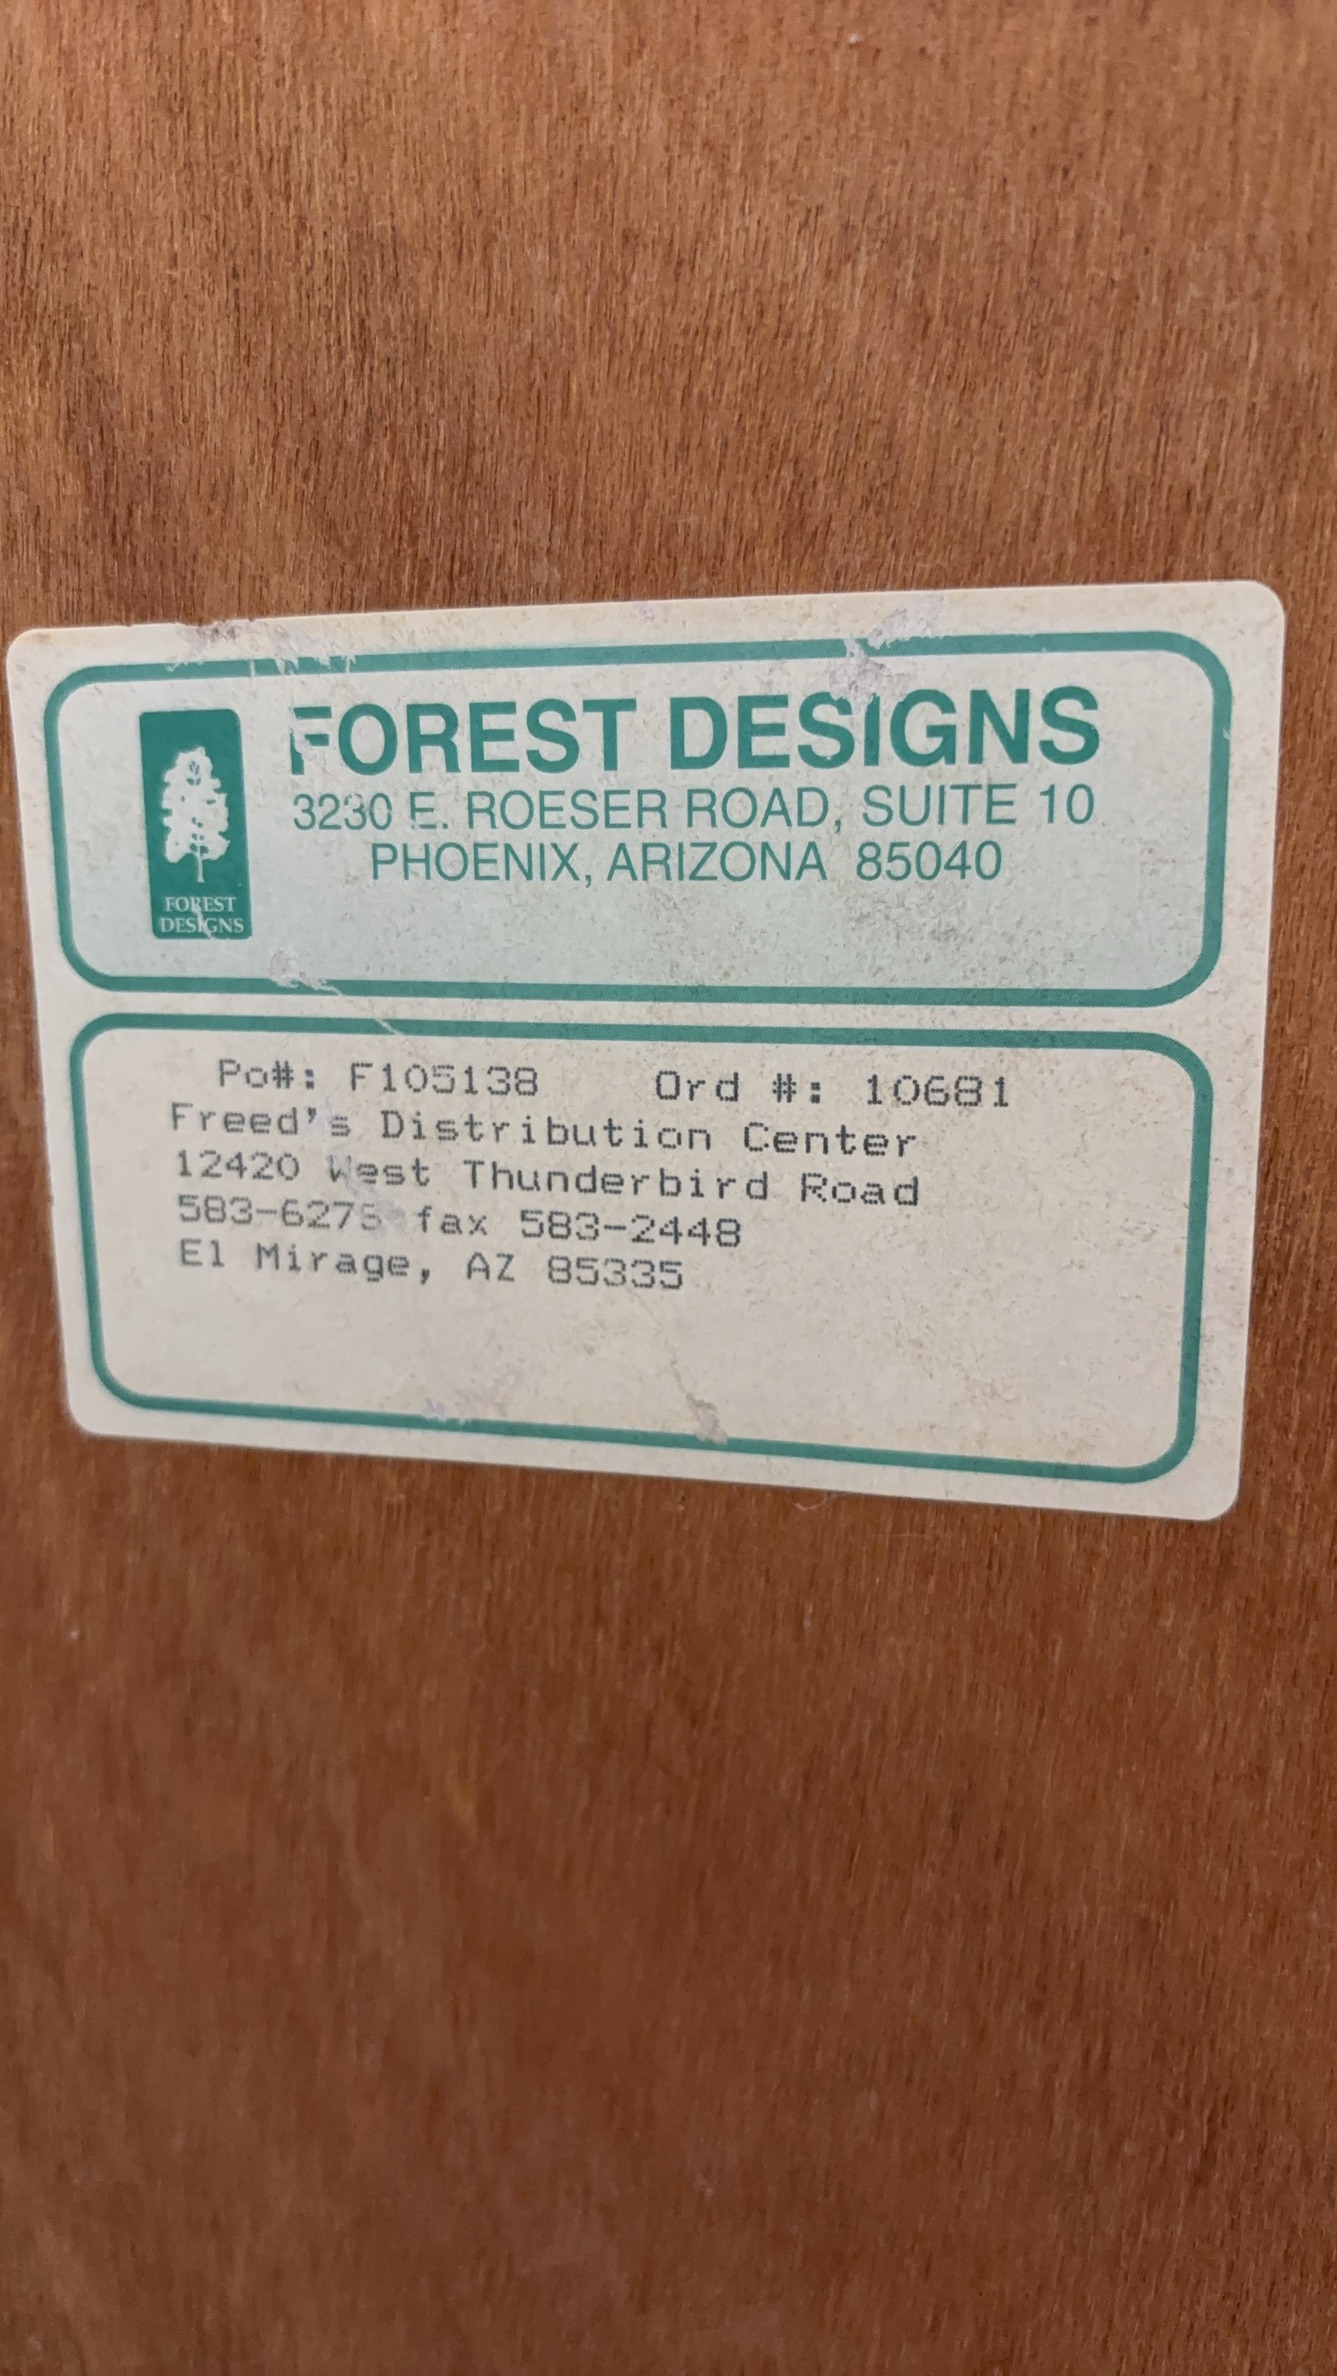 FOREST DESIGNS
3230 E. ROESER ROAD, SUITE 10
PHOENIX, ARIZONA 85040
FOREST
DESIGNS
Po#: F105138 Ord #: 10681
Freed's Distribution Center
12420 West Thunderbird Road
fax 583-2448
El Mirage, AZ 85335